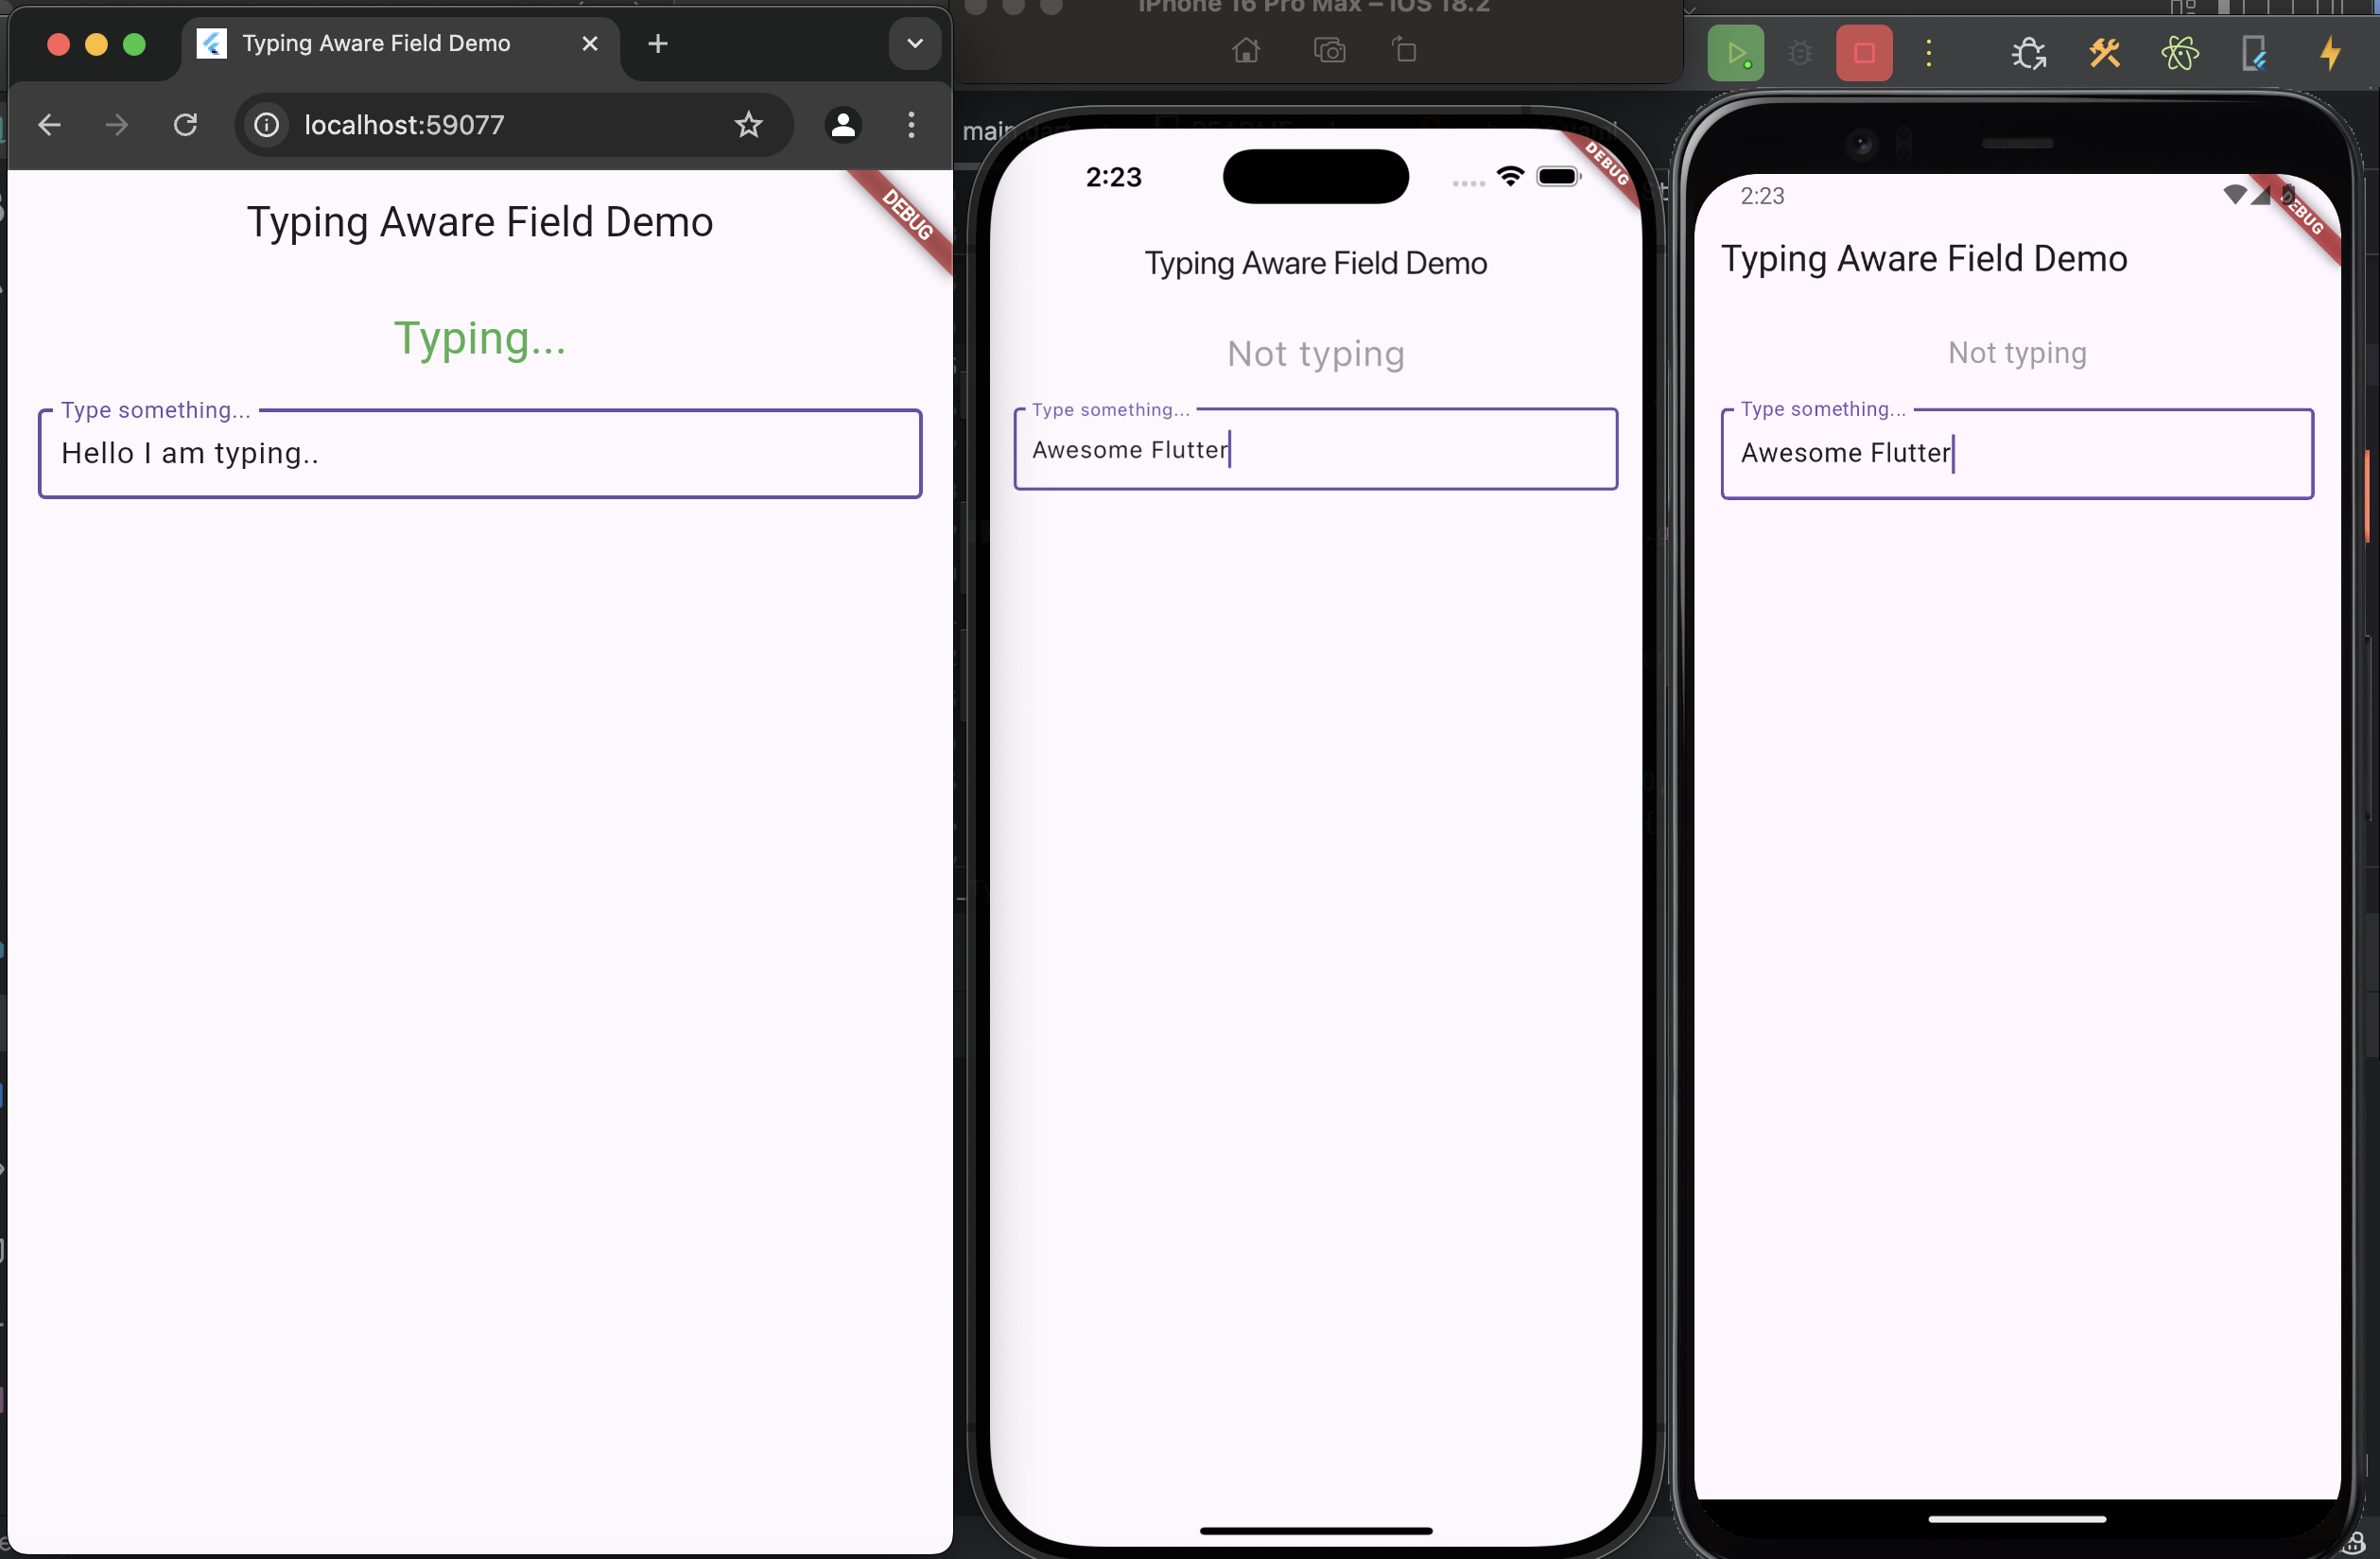 Typing Aware Field Demo
localhost:59077
Typing Aware Field Demo
DEBUG
Typing...
Type something...
Hello I am typing..
iPhone 16 Pro Max – iOS 18.2
2:23
DEBUG
Typing Aware Field Demo
Not typing
Type something...
Awesome Flutter
2:23
DEBUG
Typing Aware Field Demo
Not typing
Type something...
Awesome Flutter